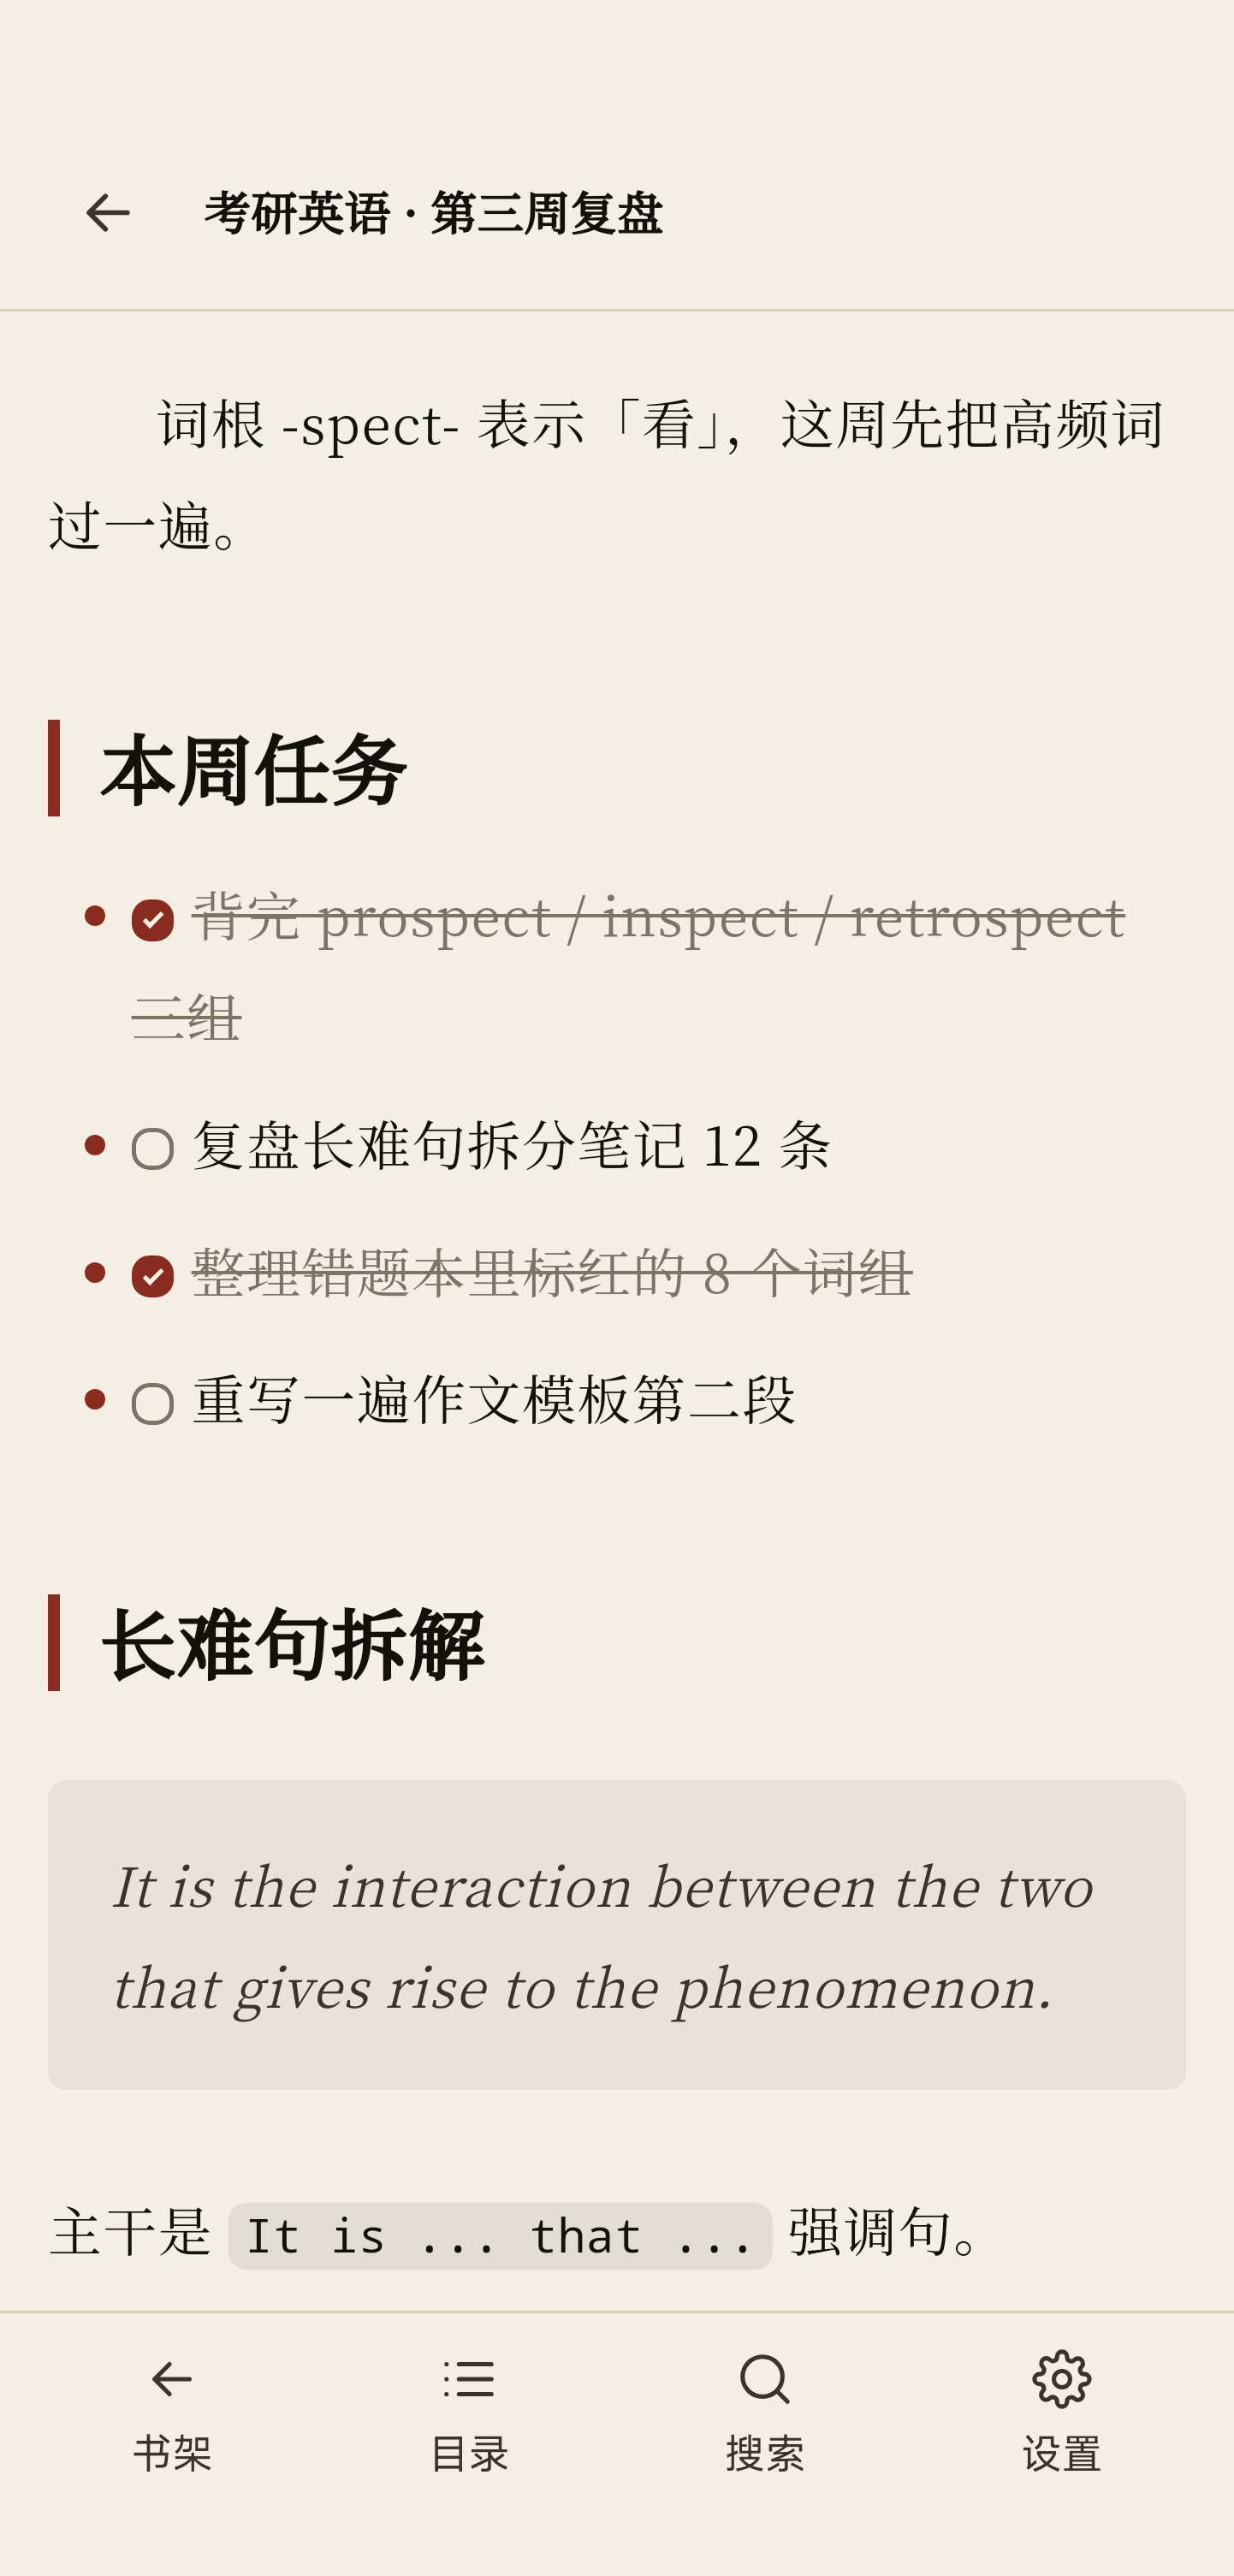 考研英语 · 第三周复盘
词根 -spect- 表示「看」，这周先把高频词
过一遍。
本周任务
背完 prospect / inspect / retrospect
三组
复盘长难句拆分笔记 12 条
整理错题本里标红的 8 个词组
重写一遍作文模板第二段
长难句拆解
It is the interaction between the two
that gives rise to the phenomenon.
主干是 It is ... that ... 强调句。
书架 目录 搜索 设置